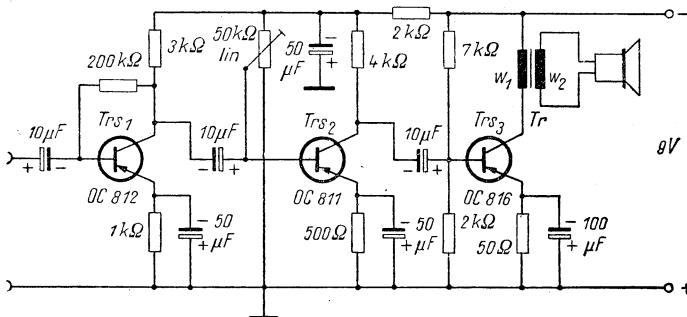 200kΩ
3kΩ
50kΩ
lin
50
μF
−
+
2kΩ
4kΩ
7kΩ
W₁
W₂
Tr
−
9V
10μF
+ −
Trs₁
OC 812
10μF
− +
Trs₂
OC 811
10μF
− +
Trs₃
OC 816
1kΩ
− 50
+ μF
500Ω
− 50
+ μF
2kΩ
50Ω
− 100
+ μF
+